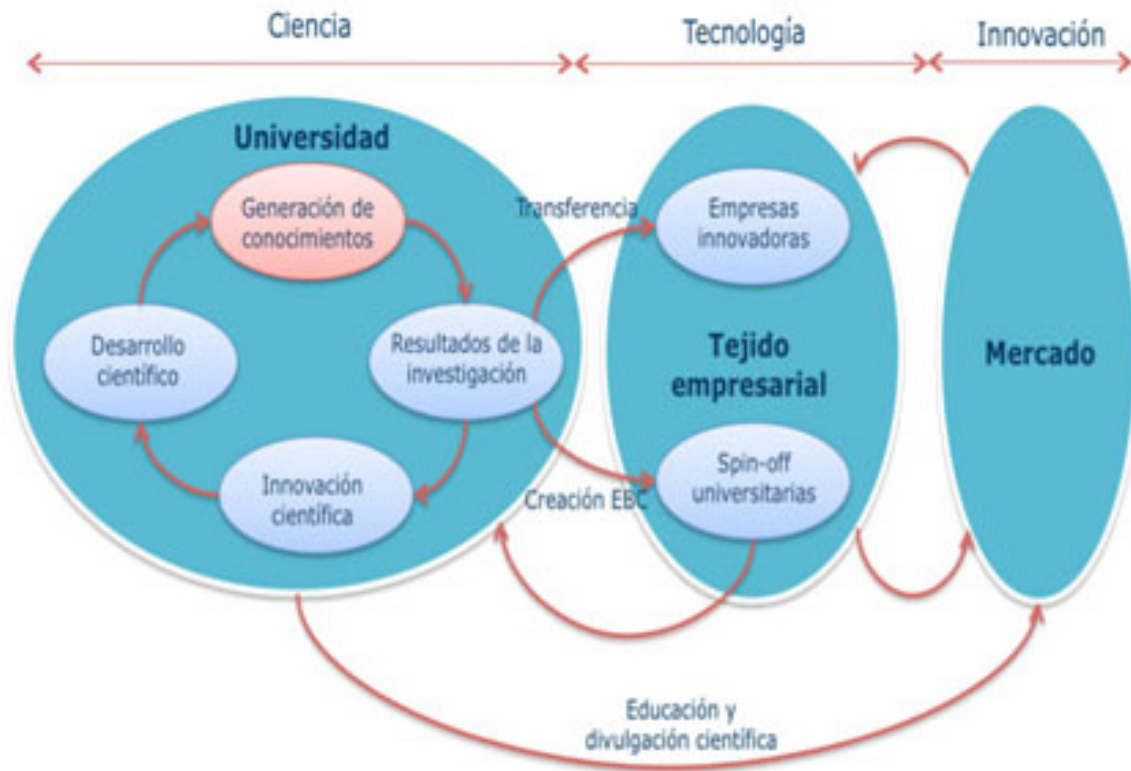 Ciencia
Tecnología
Innovación
Universidad
Generación de
conocimientos
Transferencia
Empresas
innovadoras
Desarrollo
científico
Resultados de la
investigación
Tejido
empresarial
Mercado
Innovación
científica
Creación EBC
Spin-off
universitarias
Educación y
divulgación científica